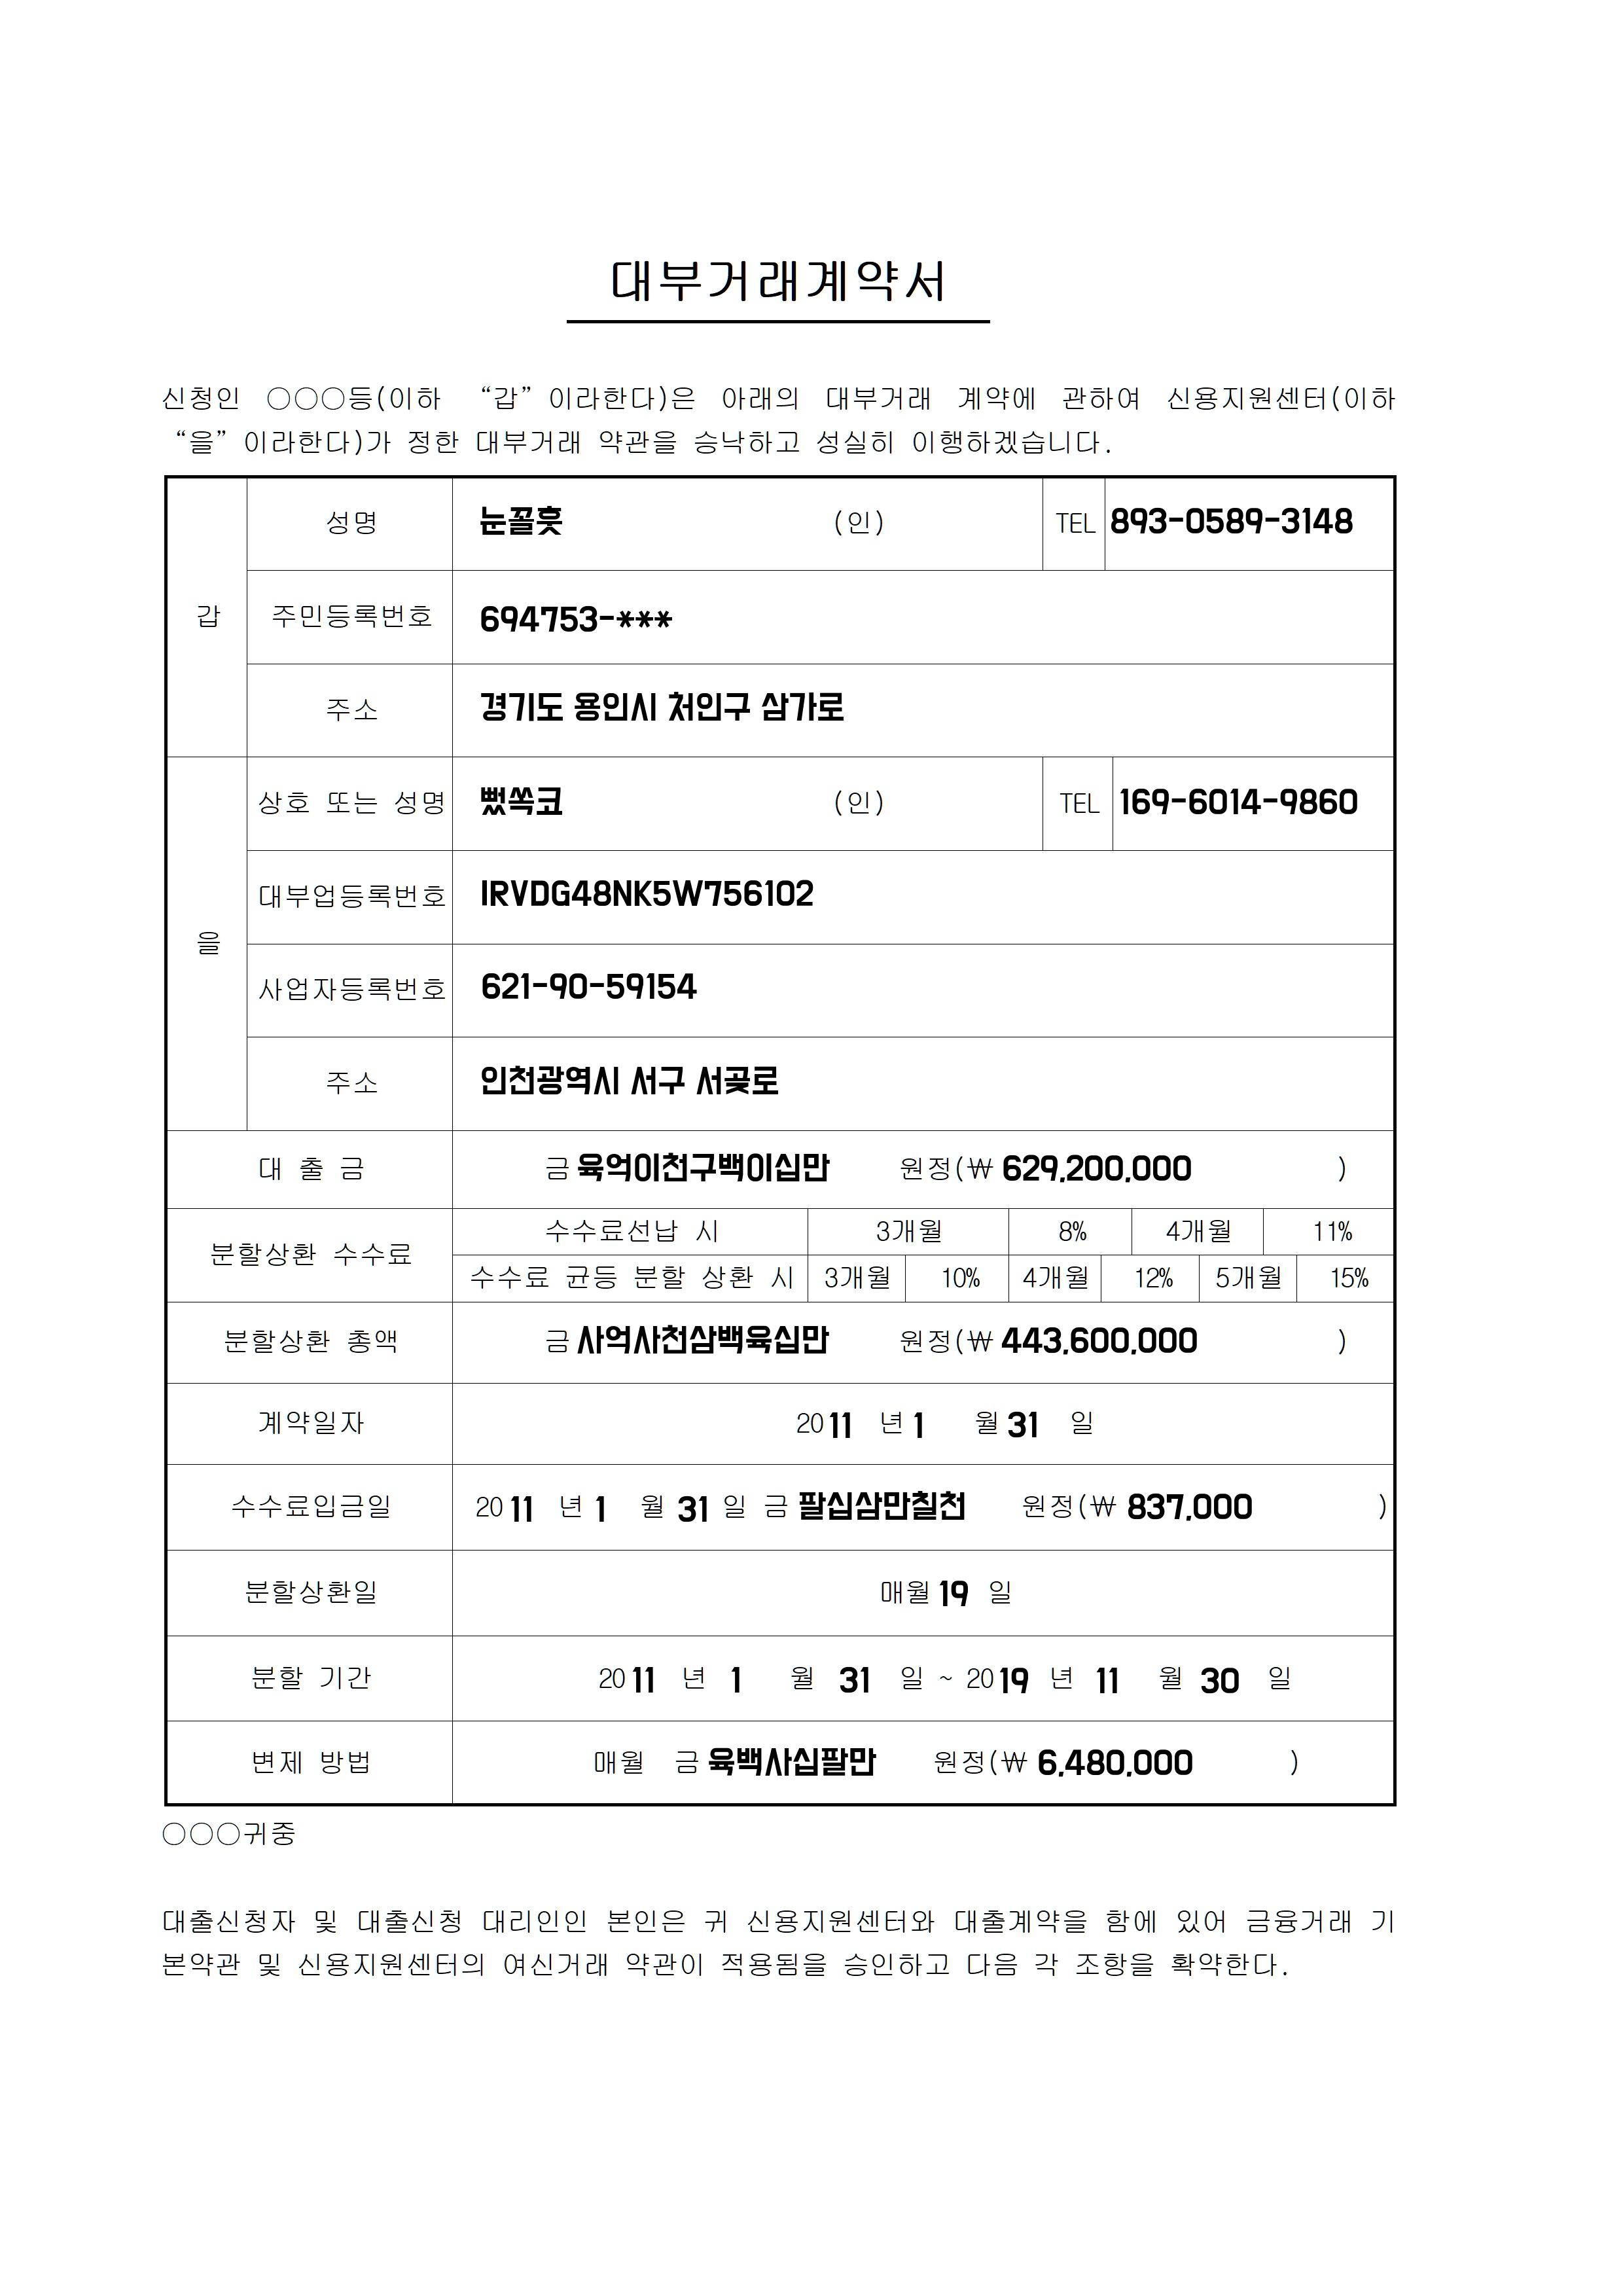 대부거래계약서
신청인 ○○○등(이하 “갑”이라한다)은 아래의 대부거래 계약에 관하여 신용지원센터(이하
“을”이라한다)가 정한 대부거래 약관을 승낙하고 성실히 이행하겠습니다.
갑
성명 눈꼴훗 (인) TEL 893-0589-3148
주민등록번호 694753-***
주소 경기도 용인시 처인구 삼가로
을
상호 또는 성명 뻤쏙코 (인) TEL 169-6014-9860
대부업등록번호 IRVDG48NK5W756102
사업자등록번호 621-90-59154
주소 인천광역시 서구 서곶로
대 출 금 금 육억이천구백이십만 원정(₩ 629,200,000 )
분할상환 수수료
수수료선납 시 3개월 8% 4개월 11%
수수료 균등 분할 상환 시 3개월 10% 4개월 12% 5개월 15%
분할상환 총액 금 사억사천삼백육십만 원정(₩ 443,600,000 )
계약일자 2011 년 1 월 31 일
수수료입금일 2011 년 1 월 31 일 금 팔십삼만칠천 원정(₩ 837,000 )
분할상환일 매월 19 일
분할 기간 2011 년 1 월 31 일 ~ 2019 년 11 월 30 일
변제 방법 매월 금 육백사십팔만 원정(₩ 6,480,000 )
○○○귀중
대출신청자 및 대출신청 대리인인 본인은 귀 신용지원센터와 대출계약을 함에 있어 금융거래 기
본약관 및 신용지원센터의 여신거래 약관이 적용됨을 승인하고 다음 각 조항을 확약한다.